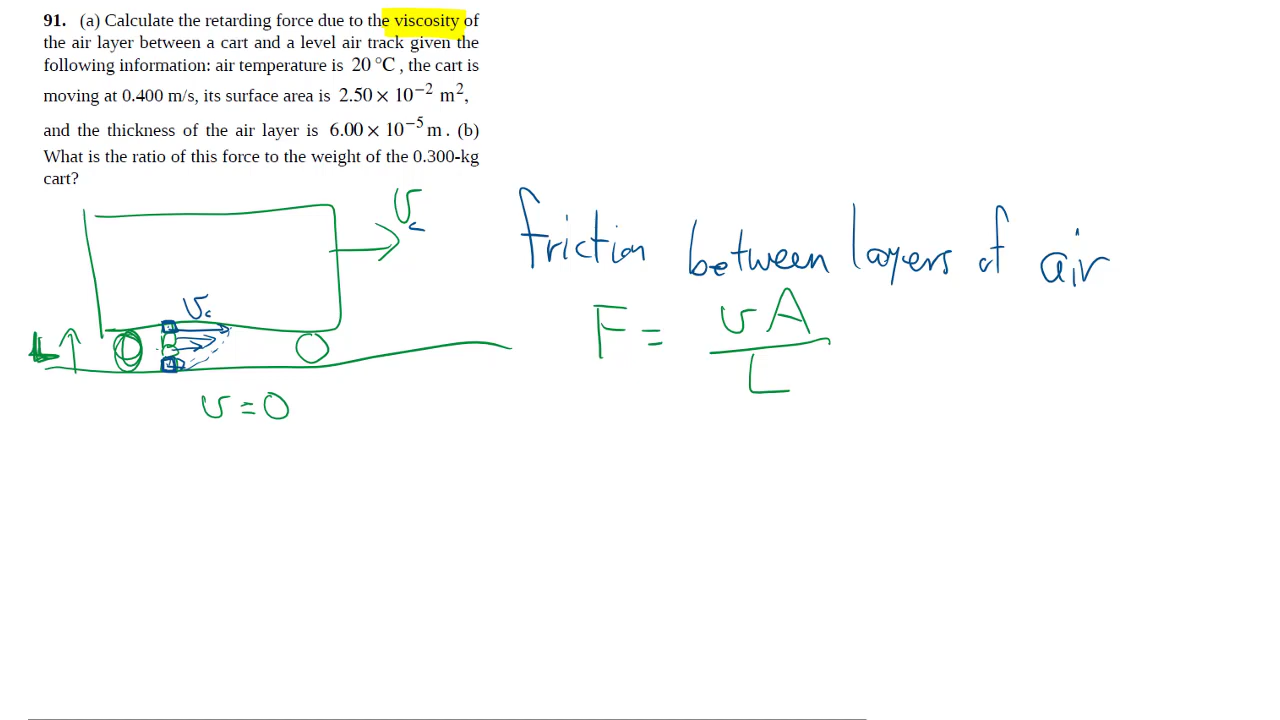 91. (a) Calculate the retarding force due to the viscosity of
the air layer between a cart and a level air track given the
following information: air temperature is 20 °C, the cart is
moving at 0.400 m/s, its surface area is 2.50 × 10⁻² m²,
and the thickness of the air layer is 6.00 × 10⁻⁵ m. (b)
What is the ratio of this force to the weight of the 0.300-kg
cart?
v_c
friction between layers of air
v_c
F = vA/L
v = 0